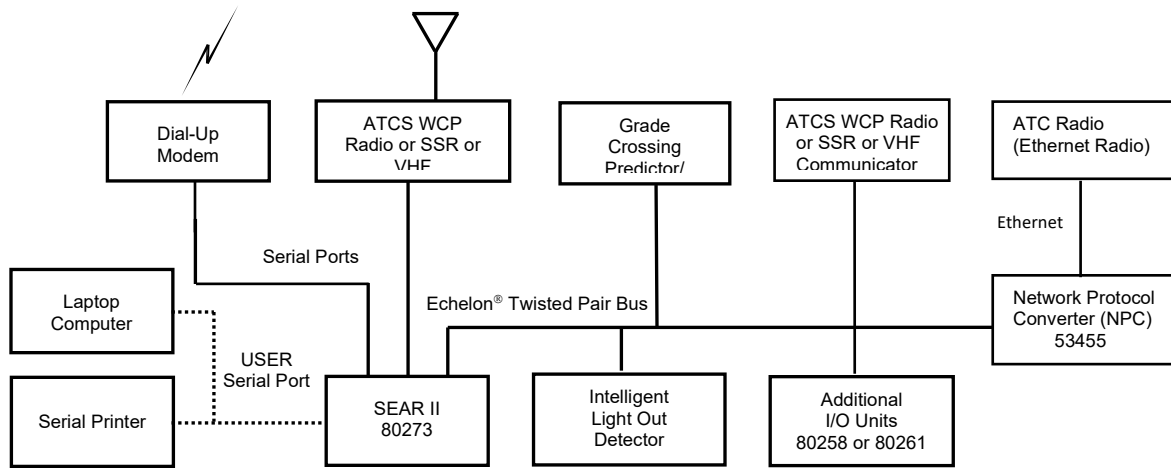 Dial-Up
Modem
ATCS WCP
Radio or SSR or
VHF
Grade
Crossing
Predictor/
ATCS WCP Radio
or SSR or VHF
Communicator
ATC Radio
(Ethernet Radio)
Ethernet
Serial Ports
Echelon® Twisted Pair Bus
Laptop
Computer
Network Protocol
Converter (NPC)
53455
USER
Serial Port
Serial Printer
SEAR II
80273
Intelligent
Light Out
Detector
Additional
I/O Units
80258 or 80261